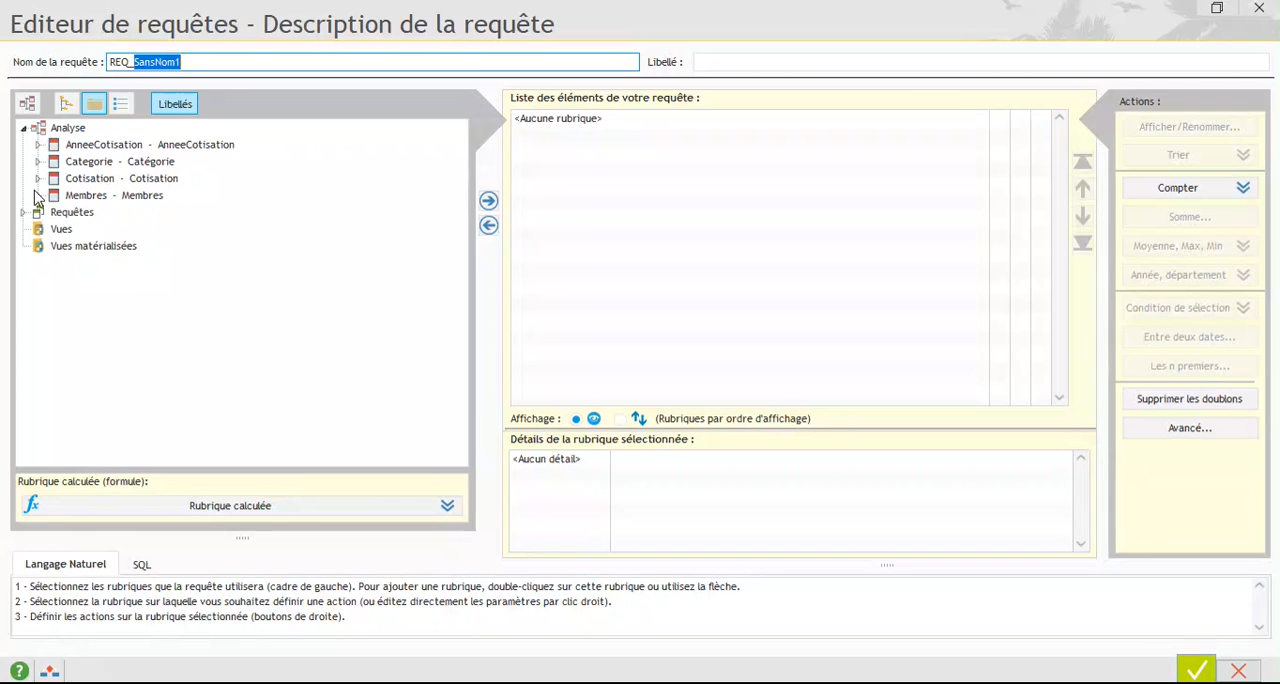 Editeur de requêtes - Description de la requête
Nom de la requête : REQ_SansNom1 Libellé :
Libellés
Analyse
AnneeCotisation - AnneeCotisation
Categorie - Catégorie
Cotisation - Cotisation
Membres - Membres
Requêtes
Vues
Vues matérialisées
Rubrique calculée (formule):
fx Rubrique calculée
Liste des éléments de votre requête :
<Aucune rubrique>
Affichage : (Rubriques par ordre d'affichage)
Détails de la rubrique sélectionnée :
<Aucun détail>
Actions :
Afficher/Renommer...
Trier
Compter
Somme...
Moyenne, Max, Min
Année, département
Condition de sélection
Entre deux dates...
Les n premiers...
Supprimer les doublons
Avancé...
Langage Naturel SQL
1 - Sélectionnez les rubriques que la requête utilisera (cadre de gauche). Pour ajouter une rubrique, double-cliquez sur cette rubrique ou utilisez la flèche.
2 - Sélectionnez la rubrique sur laquelle vous souhaitez définir une action (ou éditez directement les paramètres par clic droit).
3 - Définir les actions sur la rubrique sélectionnée (boutons de droite).
?